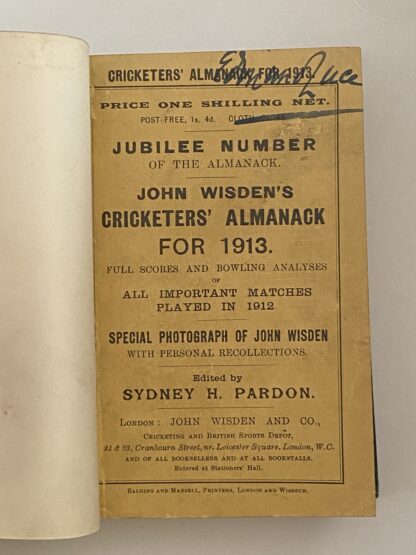 CRICKETERS' ALMANACK FOR 1913.
PRICE ONE SHILLING NET.
POST FREE, 1s. 4d. CLOTH
JUBILEE NUMBER
OF THE ALMANACK.
JOHN WISDEN'S
CRICKETERS' ALMANACK
FOR 1913.
FULL SCORES AND BOWLING ANALYSES
OF
ALL IMPORTANT MATCHES
PLAYED IN 1912
SPECIAL PHOTOGRAPH OF JOHN WISDEN
WITH PERSONAL RECOLLECTIONS.
Edited by
SYDNEY H. PARDON.
LONDON: JOHN WISDEN AND CO.,
CRICKETING AND BRITISH SPORTS DEPÔT,
21 & 23, Cranbourn Street, nr. Leicester Square, London, W.C.
AND OF ALL BOOKSELLERS AND AT ALL BOOKSTALLS.
Entered at Stationers' Hall.
BALDING AND MANSELL, PRINTERS, LONDON AND WISBECH.